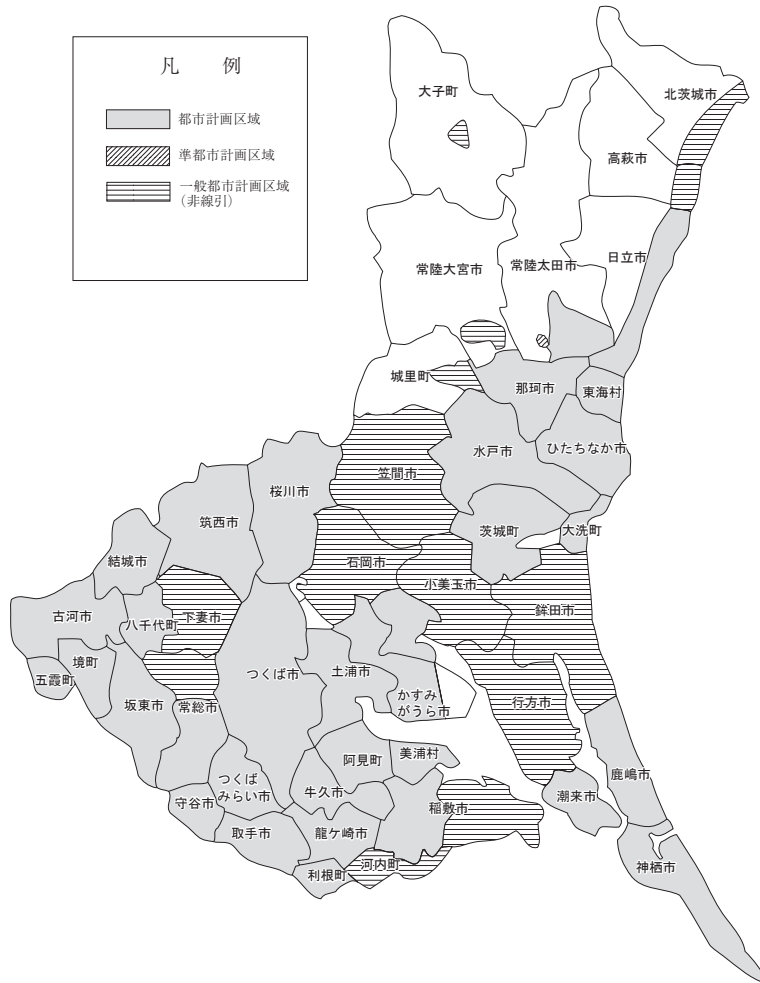 凡　例
都市計画区域
準都市計画区域
一般都市計画区域
(非線引)
大子町
北茨城市
高萩市
常陸大宮市
常陸太田市
日立市
城里町
那珂市
東海村
ひたちなか市
水戸市
笠間市
桜川市
筑西市
茨城町
大洗町
結城市
石岡市
小美玉市
鉾田市
古河市
八千代町
下妻市
境町
五霞町
坂東市
常総市
つくば市
土浦市
かすみ
がうら市
行方市
阿見町
美浦村
鹿嶋市
潮来市
つくば
みらい市
牛久市
守谷市
稲敷市
取手市
龍ケ崎市
河内町
利根町
神栖市